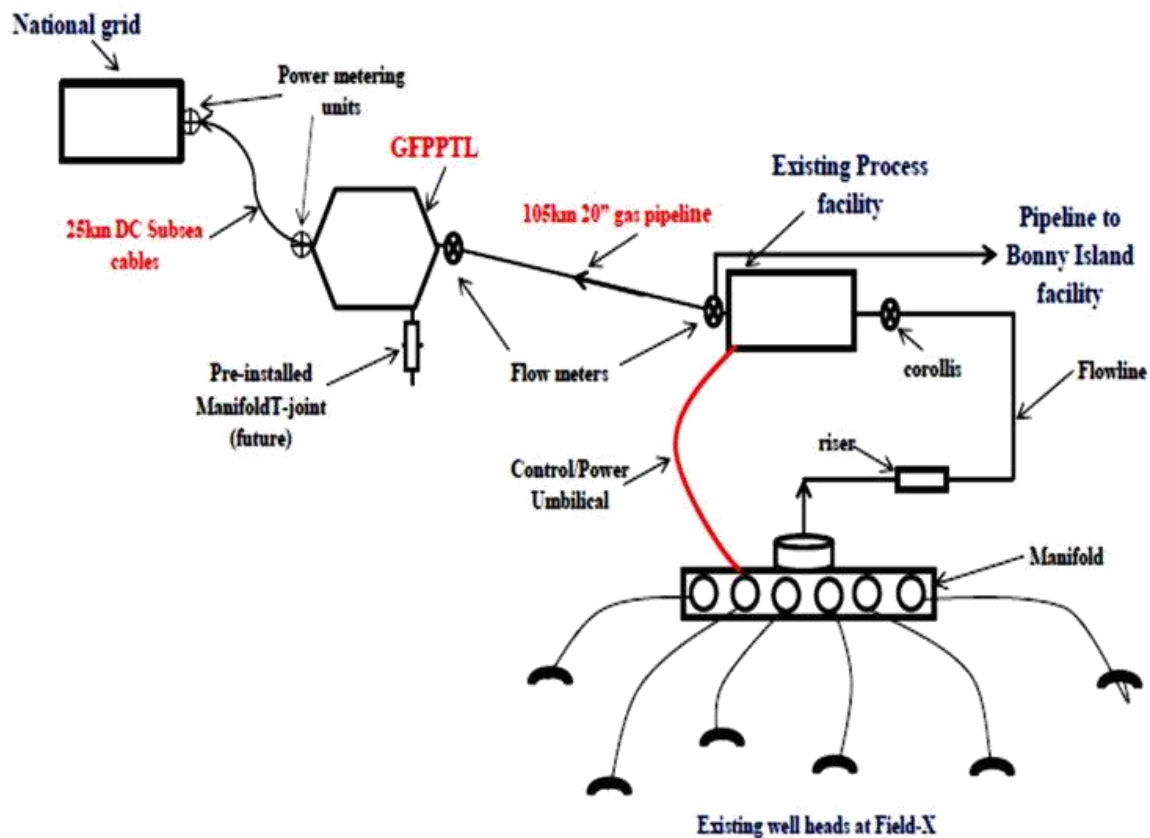 National grid
Power metering
units
GFPPTL
25km DC Subsea
cables
105km 20” gas pipeline
Existing Process
facility
Pipeline to
Bonny Island
facility
Pre-installed
ManifoldT-joint
(future)
Flow meters
corollis
Flowline
riser
Control/Power
Umbilical
Manifold
Existing well heads at Field-X